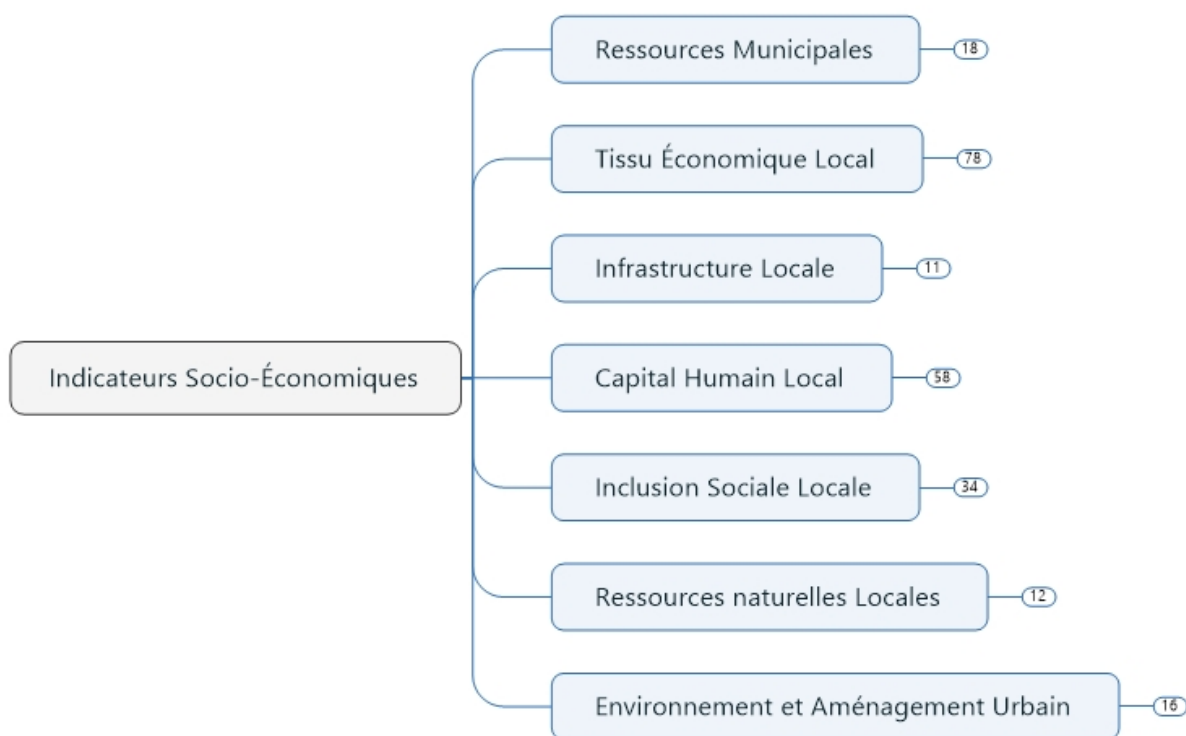 Ressources Municipales
18
Tissu Économique Local
78
Infrastructure Locale
11
Indicateurs Socio-Économiques
Capital Humain Local
58
Inclusion Sociale Locale
34
Ressources naturelles Locales
12
Environnement et Aménagement Urbain
16